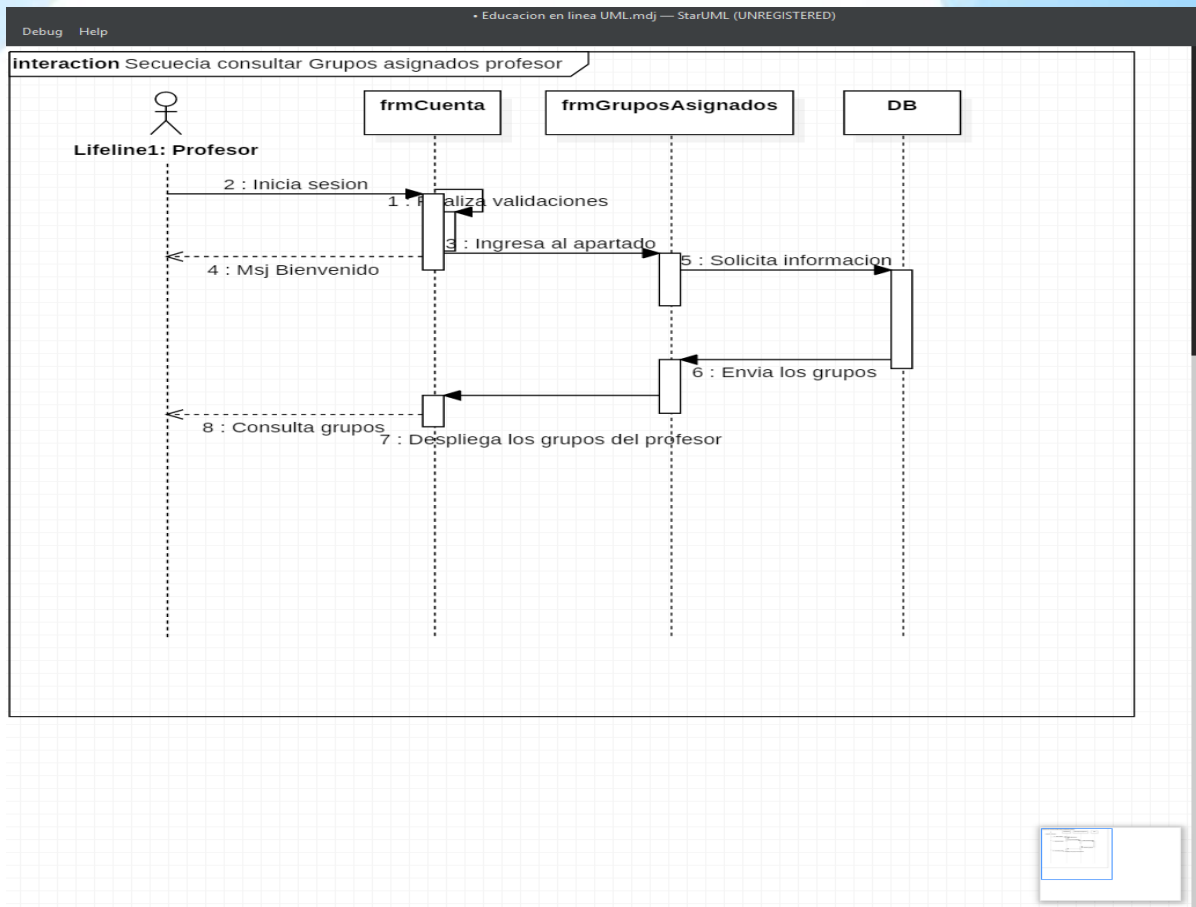 • Educacion en linea UML.mdj — StarUML (UNREGISTERED)
Debug Help
interaction Secuecia consultar Grupos asignados profesor
frmCuenta
frmGruposAsignados
DB
Lifeline1: Profesor
2 : Inicia sesion
1 : Realiza validaciones
3 : Ingresa al apartado
4 : Msj Bienvenido
5 : Solicita informacion
6 : Envia los grupos
8 : Consulta grupos
7 : Despliega los grupos del profesor